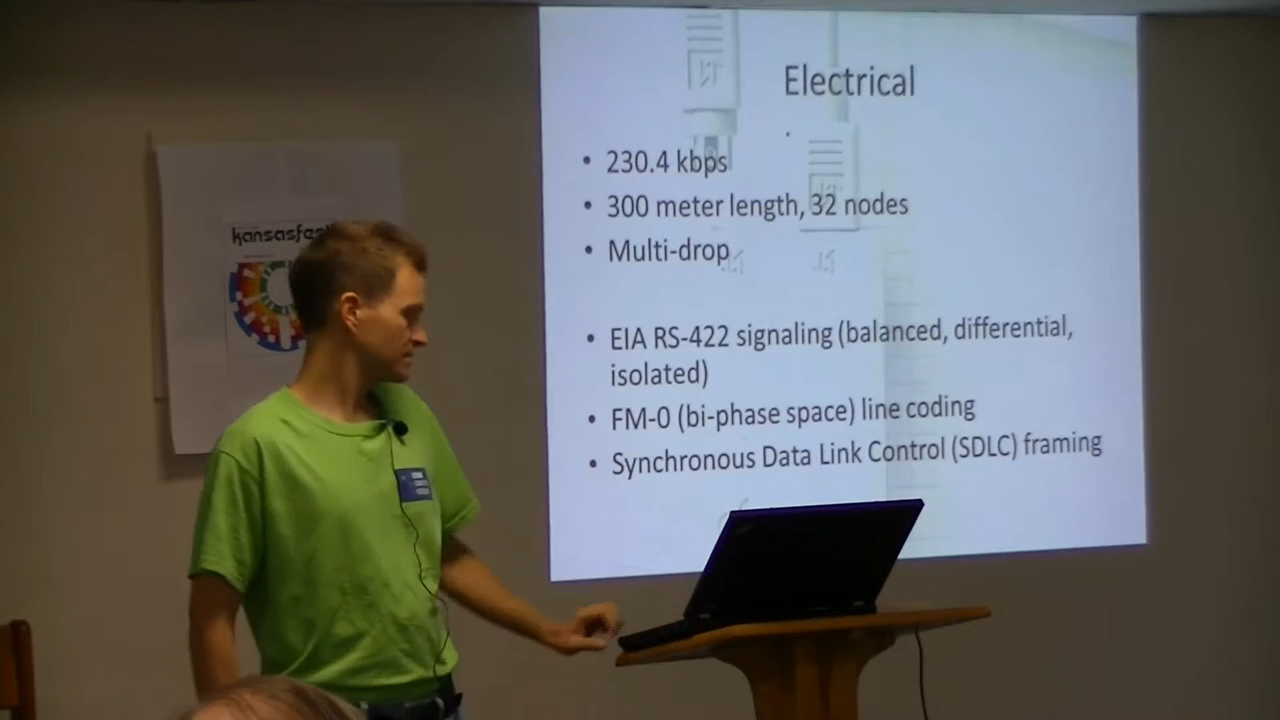 Electrical
• 230.4 kbps
• 300 meter length, 32 nodes
• Multi-drop
• EIA RS-422 signaling (balanced, differential,
isolated)
• FM-0 (bi-phase space) line coding
• Synchronous Data Link Control (SDLC) framing
kansasfes